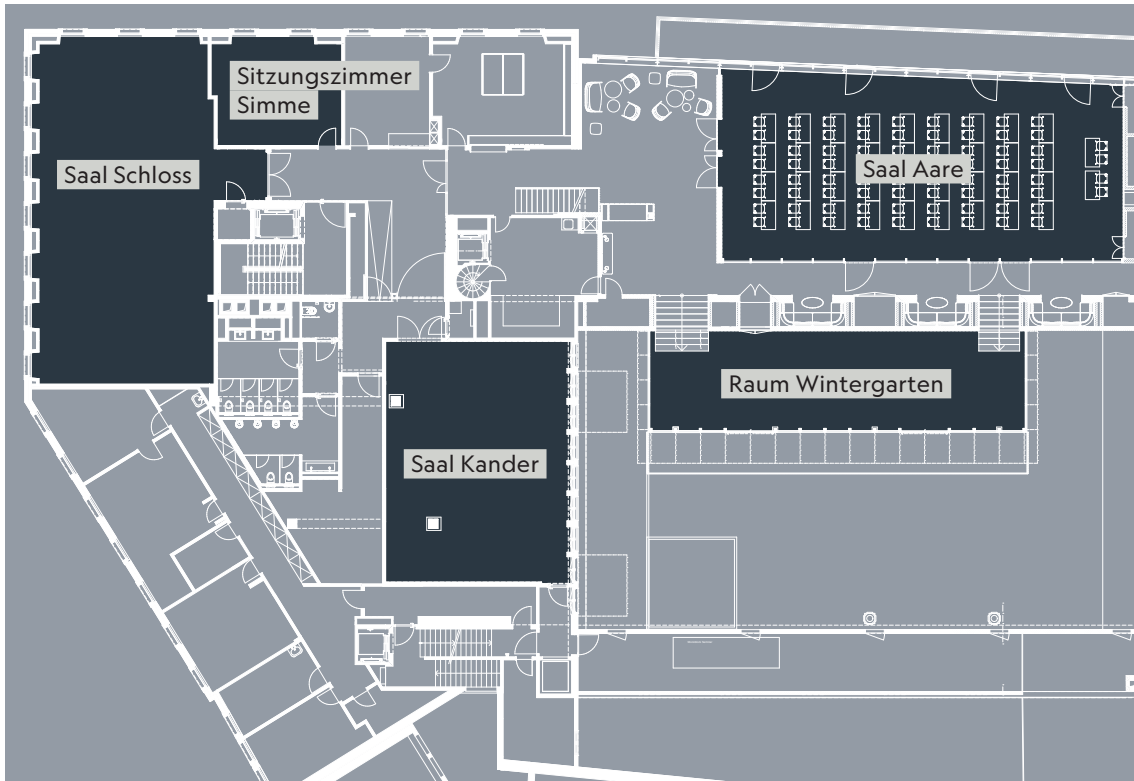 Sitzungszimmer
Simme
Saal Schloss
Saal Aare
Raum Wintergarten
Saal Kander